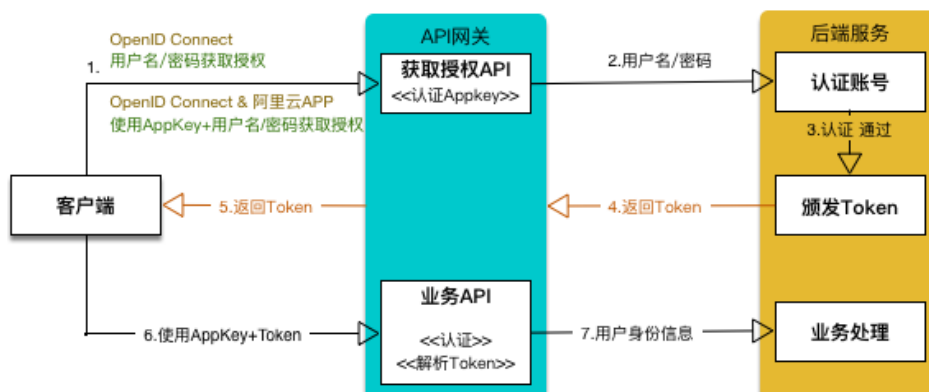 API网关
后端服务
1.
OpenID Connect
用户名/密码获取授权
OpenID Connect & 阿里云APP
使用AppKey+用户名/密码获取授权
获取授权API
<<认证Appkey>>
2.用户名/密码
认证账号
3.认证 通过
客户端
5.返回Token
4.返回Token
颁发Token
6.使用AppKey+Token
业务API
<<认证>>
<<解析Token>>
7.用户身份信息
业务处理